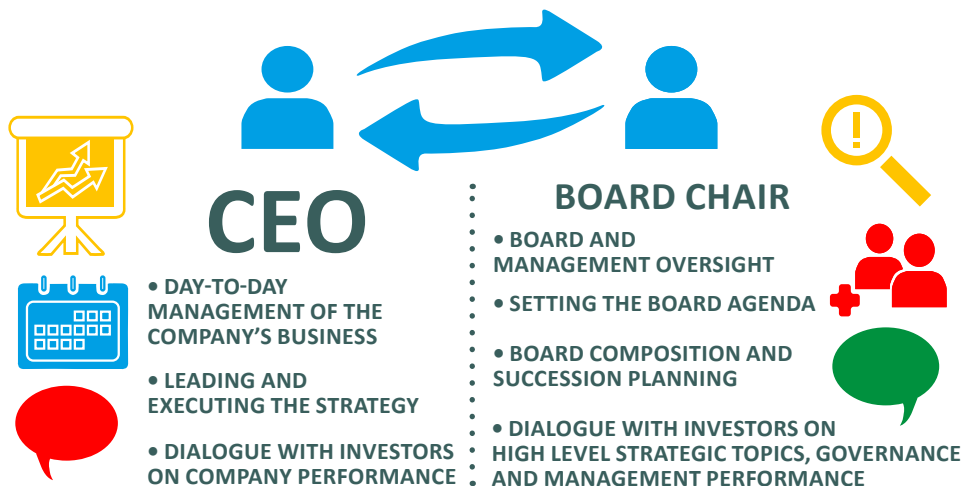 CEO
• DAY-TO-DAY
MANAGEMENT OF THE
COMPANY'S BUSINESS
• LEADING AND
EXECUTING THE STRATEGY
• DIALOGUE WITH INVESTORS
ON COMPANY PERFORMANCE
BOARD CHAIR
• BOARD AND
MANAGEMENT OVERSIGHT
• SETTING THE BOARD AGENDA
• BOARD COMPOSITION AND
SUCCESSION PLANNING
• DIALOGUE WITH INVESTORS ON
HIGH LEVEL STRATEGIC TOPICS, GOVERNANCE
AND MANAGEMENT PERFORMANCE